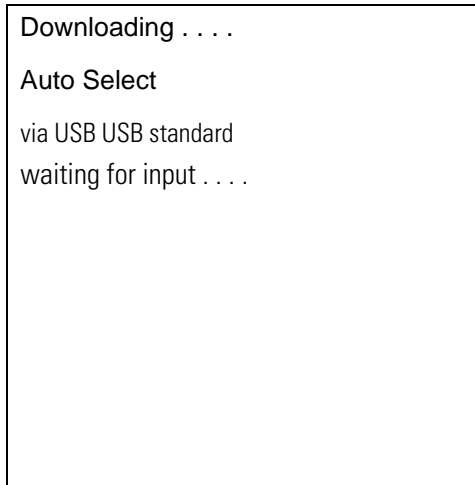 Downloading . . . .
Auto Select
via USB USB standard
waiting for input . . . .